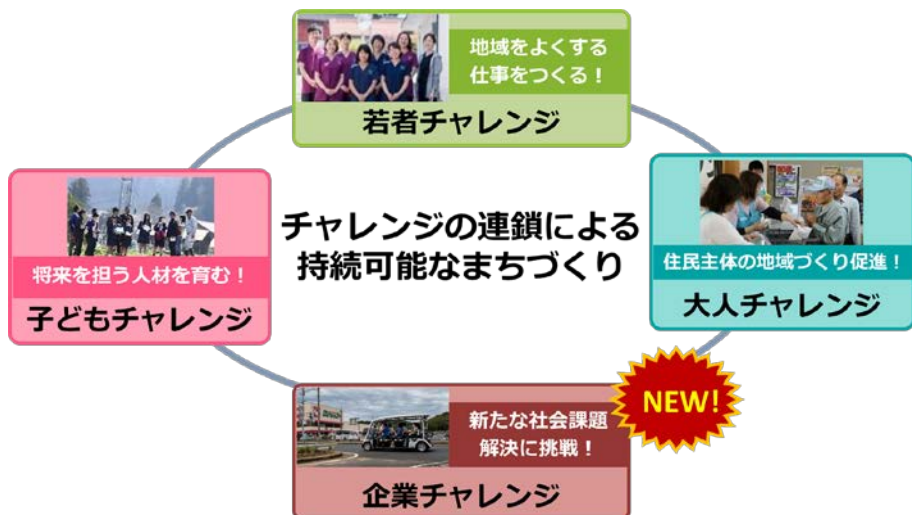 地域をよくする
仕事をつくる！
若者チャレンジ
チャレンジの連鎖による
持続可能なまちづくり
将来を担う人材を育む！
子どもチャレンジ
住民主体の地域づくり促進！
大人チャレンジ
NEW!
新たな社会課題
解決に挑戦！
企業チャレンジ